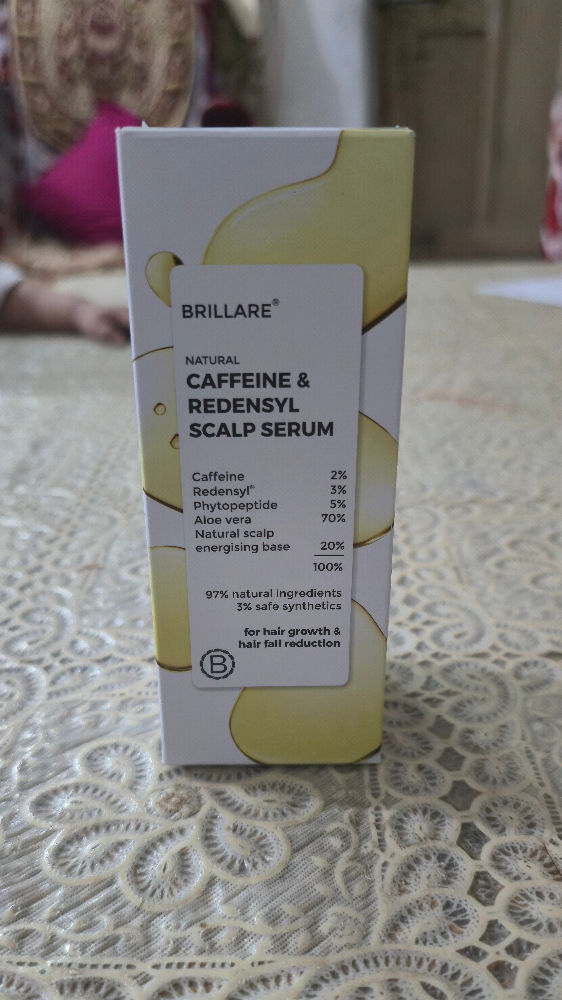 BRILLARE®
NATURAL
CAFFEINE &
REDENSYL
SCALP SERUM
Caffeine 2%
Redensyl® 3%
Phytopeptide 5%
Aloe vera 70%
Natural scalp
energising base 20%
100%
97% natural ingredients
3% safe synthetics
for hair growth &
hair fall reduction
B